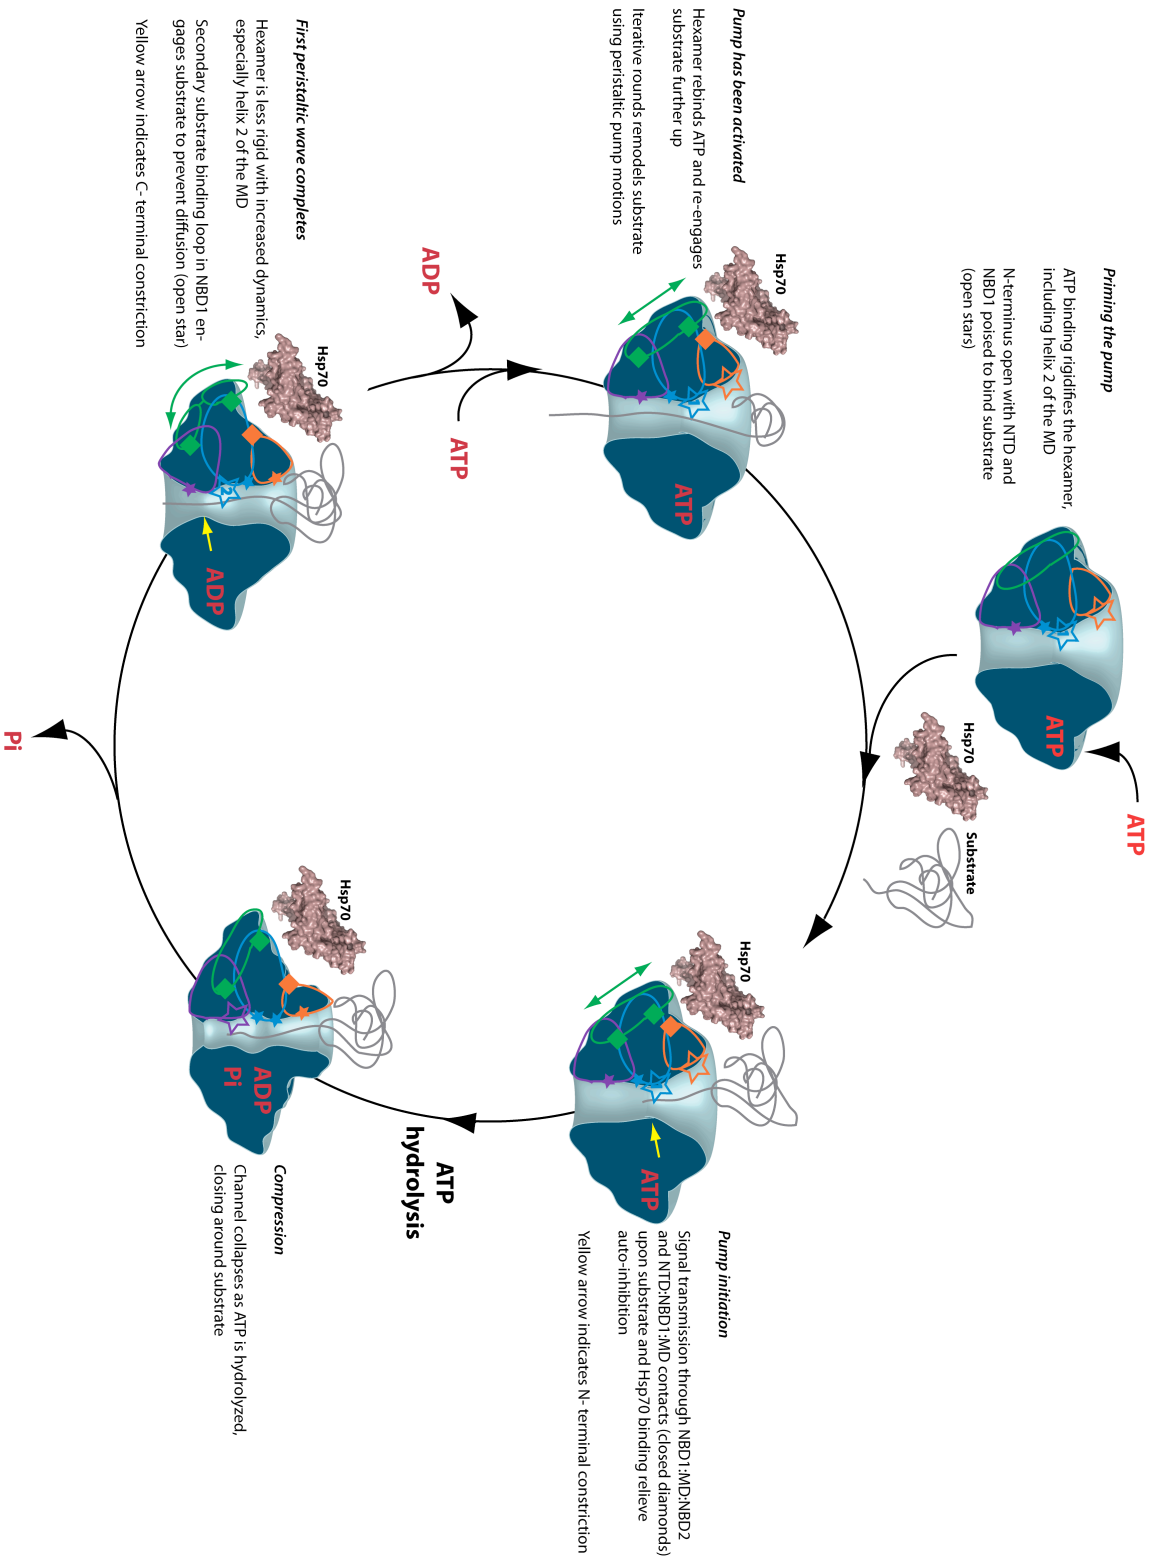 Priming the pump
ATP binding rigidifies the hexamer,
including helix 2 of the MD
N-terminus open with NTD and
NBD1 poised to bind substrate
(open stars)
ATP
ATP
Hsp70
Substrate
Pump has been activated
Hexamer rebinds ATP and re-engages
substrate further up
Iterative rounds remodels substrate
using peristaltic pump motions
Hsp70
ATP
Hsp70
ATP
Pump initiation
Signal transmission through NBD1:MD:NBD2
and NTD:NBD1:MD contacts (closed diamonds)
upon substrate and Hsp70 binding relieve
auto-inhibition
Yellow arrow indicates N- terminal constriction
ADP
ATP
ATP
hydrolysis
First peristaltic wave completes
Hexamer is less rigid with increased dynamics,
especially helix 2 of the MD
Secondary substrate binding loop in NBD1 en-
gages substrate to prevent diffusion (open star)
Yellow arrow indicates C- terminal constriction
Hsp70
2
ADP
Hsp70
ADP
Pi
Compression
Channel collapses as ATP is hydrolyzed,
closing around substrate
Pi